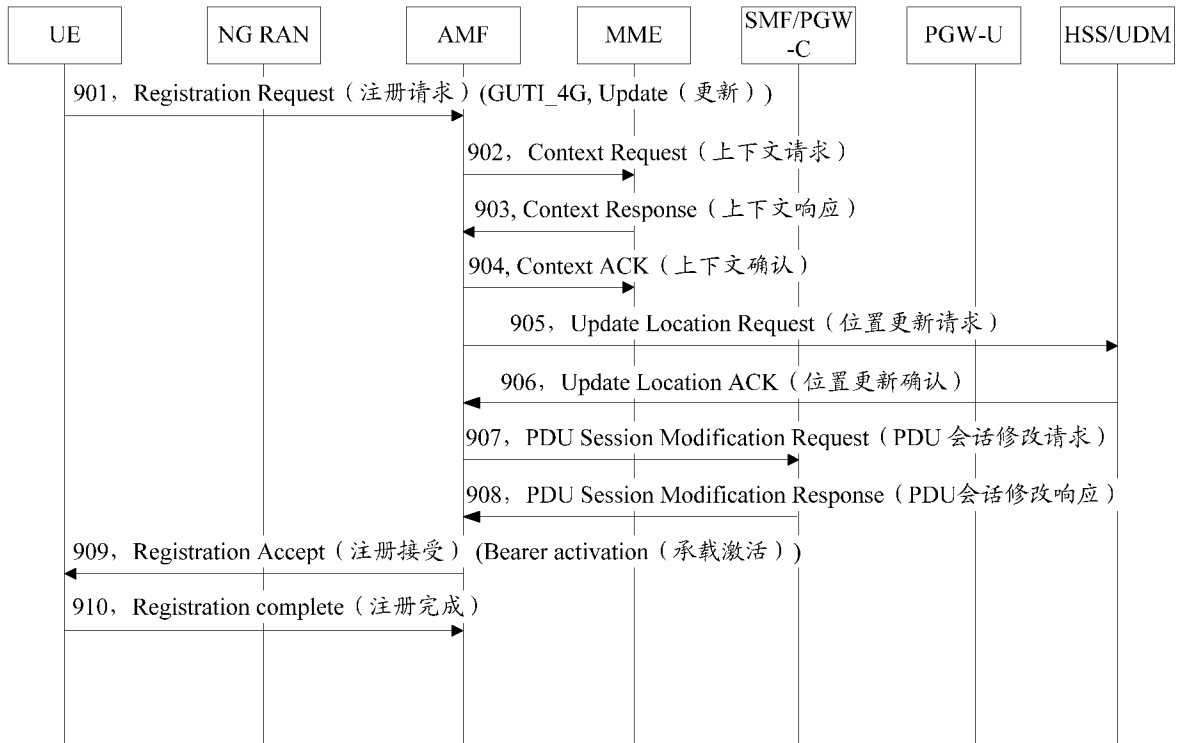 UE
NG RAN
AMF
MME
SMF/PGW
-C
PGW-U
HSS/UDM
901，Registration Request（注册请求）(GUTI_4G, Update（更新）)
902，Context Request（上下文请求）
903, Context Response（上下文响应）
904, Context ACK（上下文确认）
905，Update Location Request（位置更新请求）
906，Update Location ACK（位置更新确认）
907，PDU Session Modification Request（PDU 会话修改请求）
908，PDU Session Modification Response（PDU会话修改响应）
909，Registration Accept（注册接受） (Bearer activation（承载激活）)
910，Registration complete（注册完成）